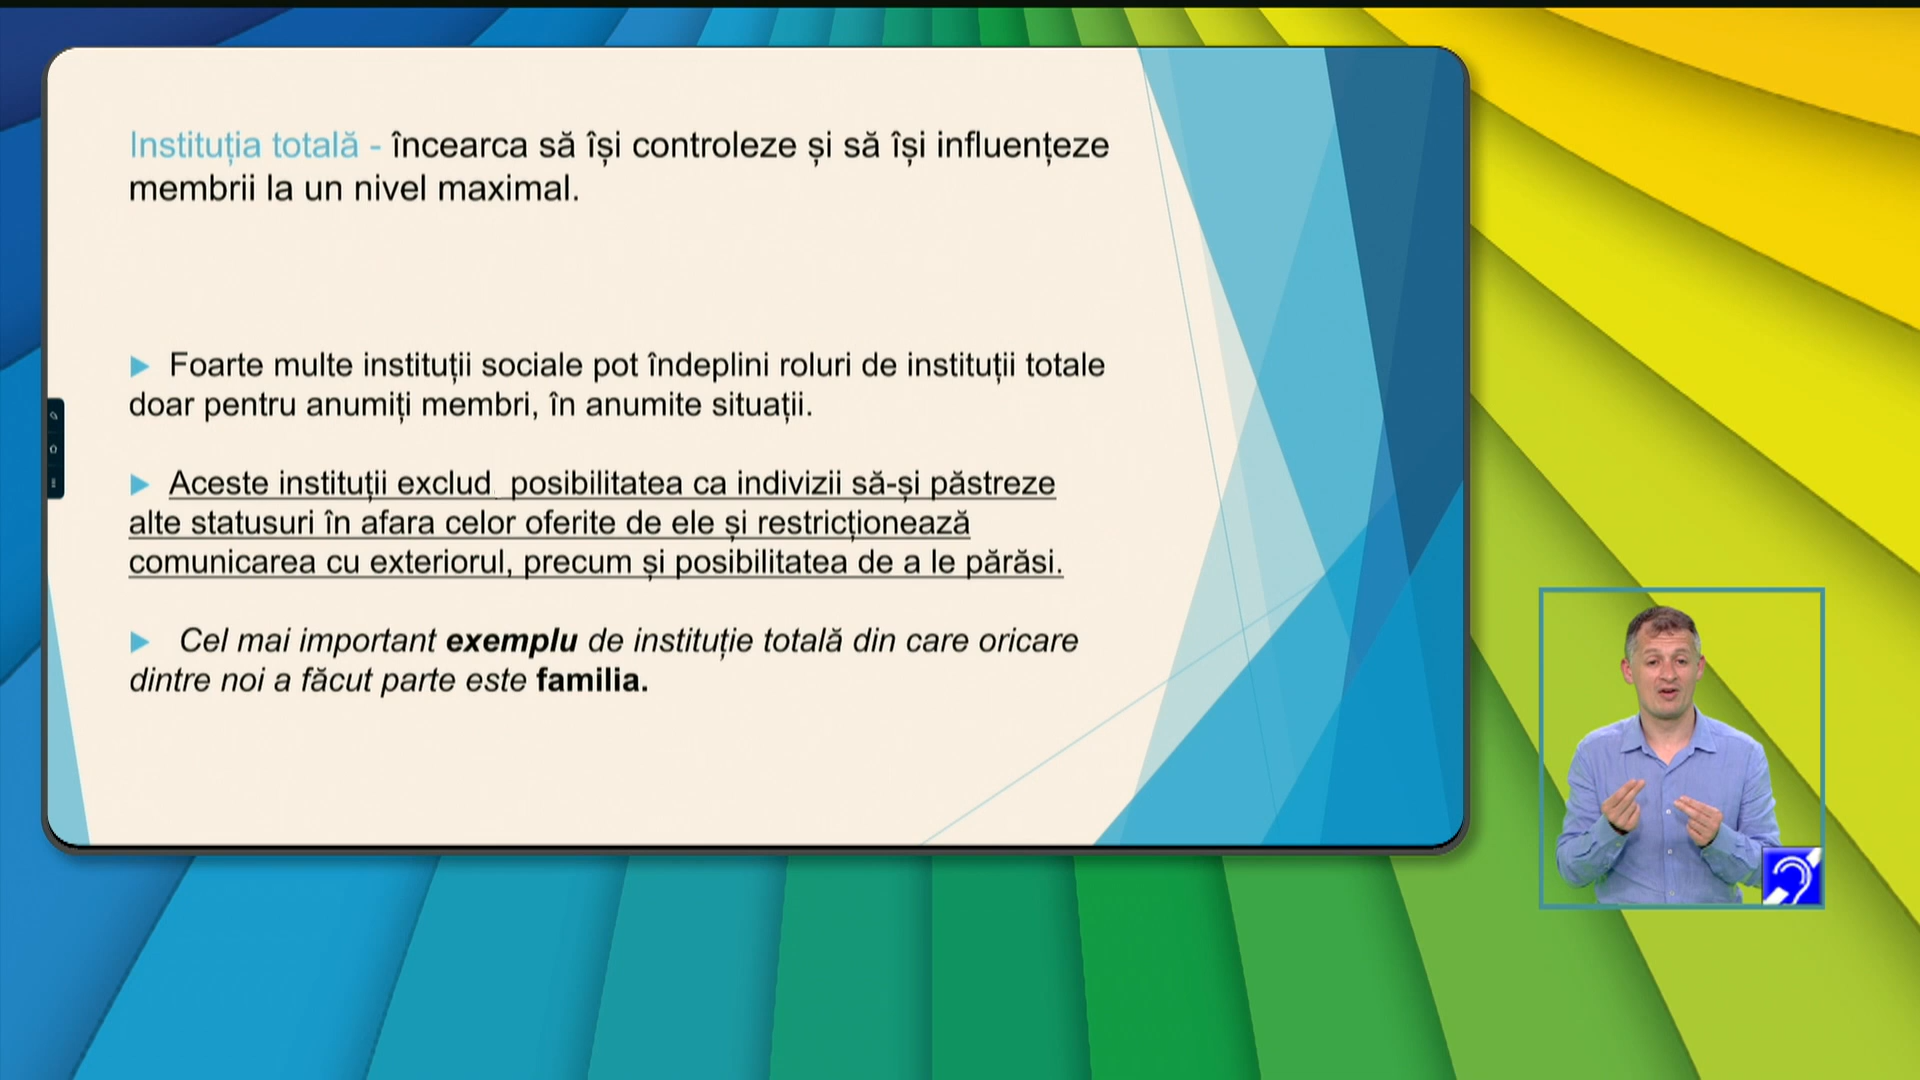 Instituția totală - încearca să își controleze și să își influențeze
membrii la un nivel maximal.
Foarte multe instituții sociale pot îndeplini roluri de instituții totale
doar pentru anumiți membri, în anumite situații.
Aceste instituții exclud  posibilitatea ca indivizii să-și păstreze
alte statusuri în afara celor oferite de ele și restricționează
comunicarea cu exteriorul, precum și posibilitatea de a le părăsi.
Cel mai important exemplu de instituție totală din care oricare
dintre noi a făcut parte este familia.